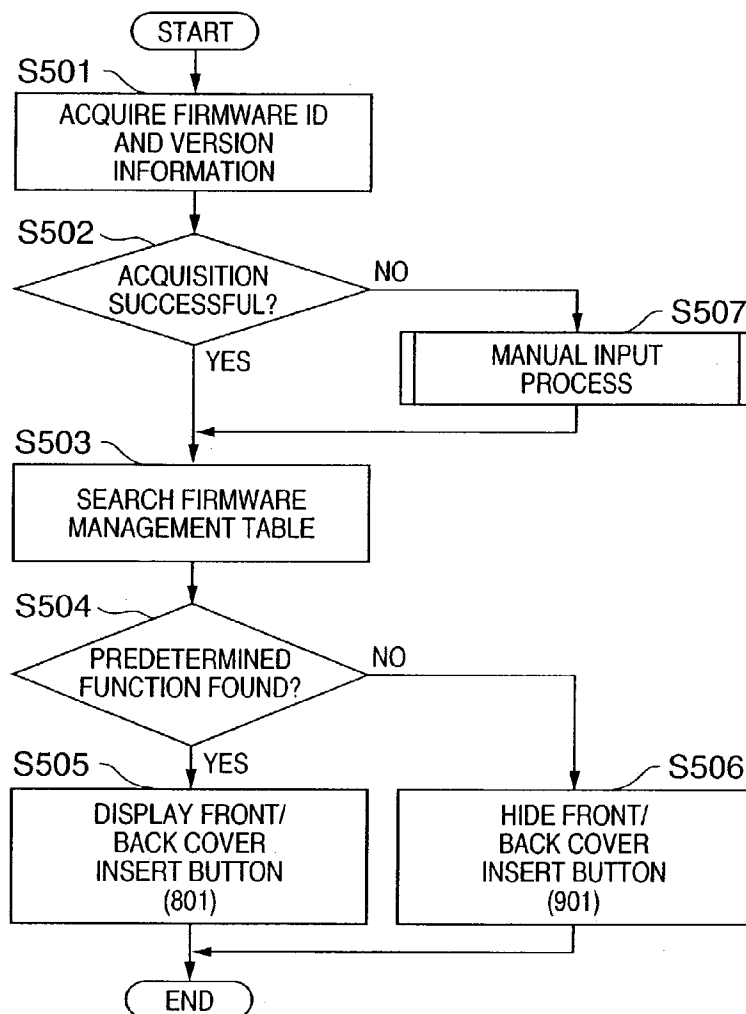 START
S501
ACQUIRE FIRMWARE ID
AND VERSION
INFORMATION
S502
ACQUISITION
SUCCESSFUL?
NO
YES
S507
MANUAL INPUT
PROCESS
S503
SEARCH FIRMWARE
MANAGEMENT TABLE
S504
PREDETERMINED
FUNCTION FOUND?
NO
YES
S505
DISPLAY FRONT/
BACK COVER
INSERT BUTTON
(801)
S506
HIDE FRONT/
BACK COVER
INSERT BUTTON
(901)
END